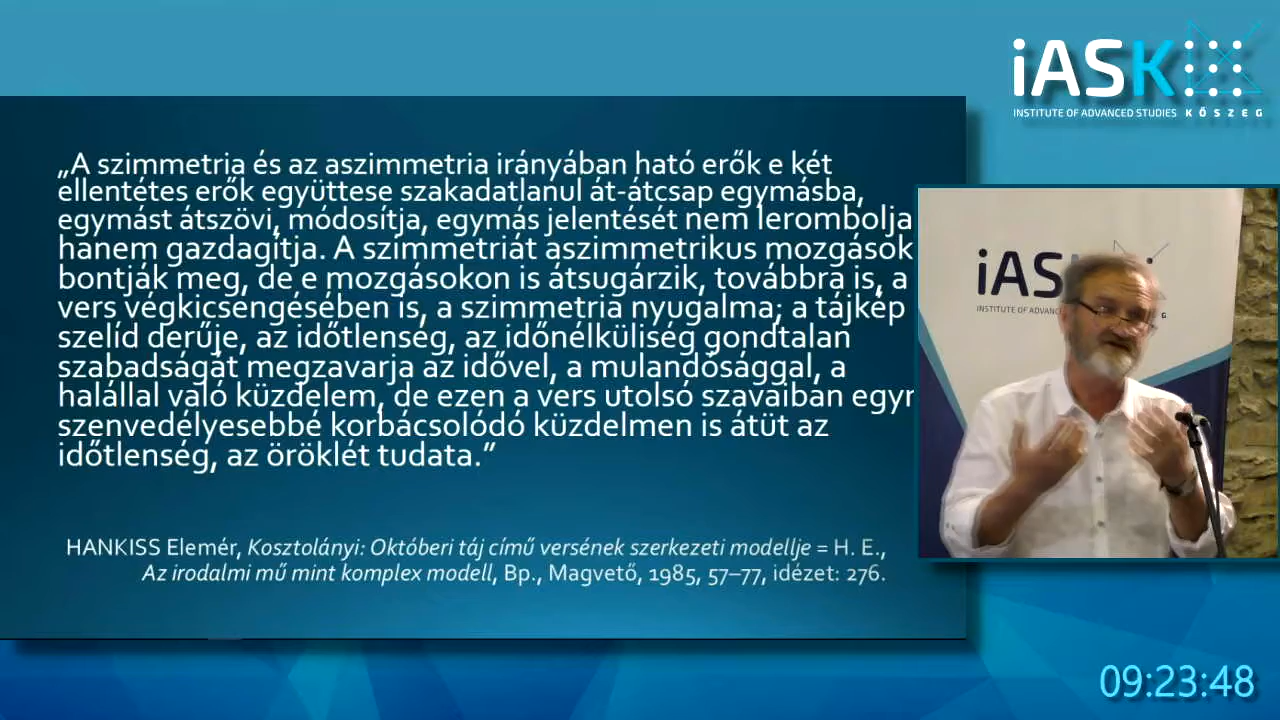 iASK
INSTITUTE OF ADVANCED STUDIES KŐSZEG
„A szimmetria és az aszimmetria irányában ható erők e két
ellentétes erők együttese szakadatlanul át-átcsap egymásba,
egymást átszövi, módosítja, egymás jelentését nem lerombolja
hanem gazdagítja. A szimmetriát aszimmetrikus mozgások
bontják meg, de e mozgásokon is átsugárzik, továbbra is, a
vers végkicsengésében is, a szimmetria nyugalma; a tájkép
szelíd derűje, az időtlenség, az időnélküliség gondtalan
szabadságát megzavarja az idővel, a mulandósággal, a
halállal való küzdelem, de ezen a vers utolsó szavaiban egyr
szenvedélyesebbé korbácsolódó küzdelmen is átüt az
időtlenség, az öröklét tudata.”
HANKISS Elemér, Kosztolányi: Októberi táj című versének szerkezeti modellje = H. E.,
Az irodalmi mű mint komplex modell, Bp., Magvető, 1985, 57–77, idézet: 276.
iAS
INSTITUTE OF ADVANC
G
09:23:48